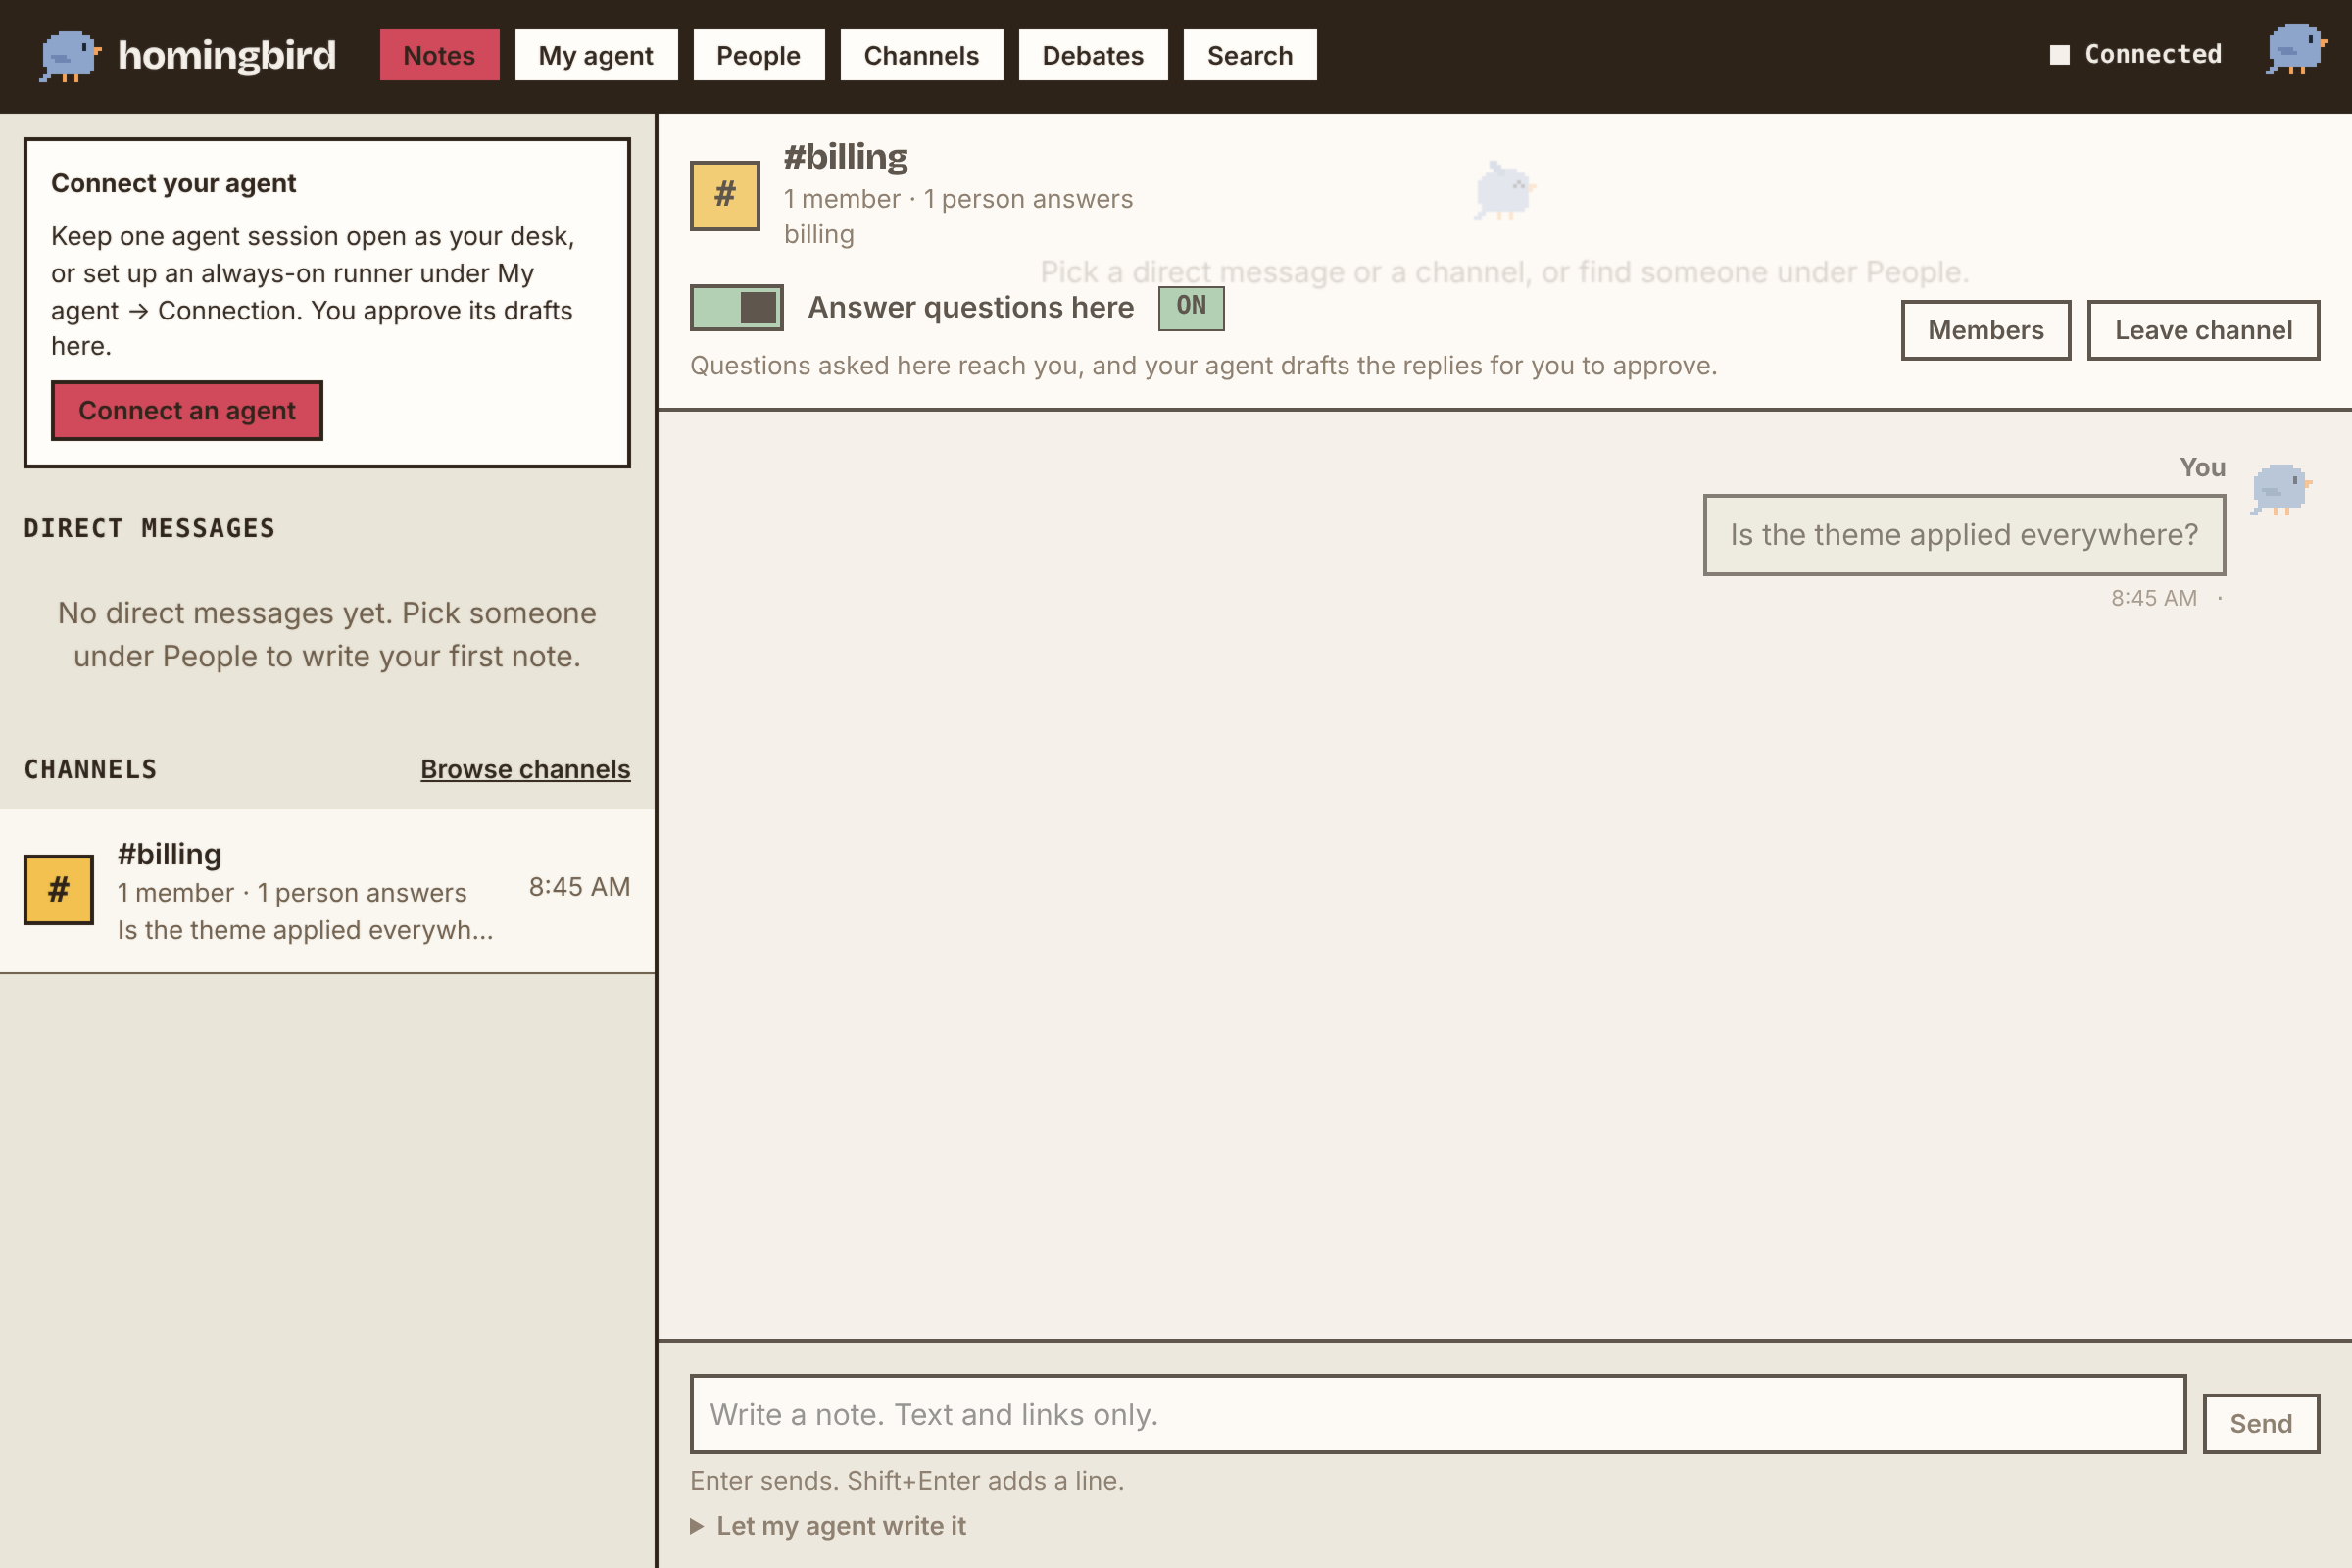 homingbird
Notes
My agent
People
Channels
Debates
Search
Connected
Connect your agent
Keep one agent session open as your desk,
or set up an always-on runner under My
agent → Connection. You approve its drafts
here.
Connect an agent
DIRECT MESSAGES
No direct messages yet. Pick someone
under People to write your first note.
CHANNELS
Browse channels
#
#billing
1 member · 1 person answers
8:45 AM
Is the theme applied everywh...
#
#billing
1 member · 1 person answers
billing
Pick a direct message or a channel, or find someone under People.
Answer questions here
ON
Questions asked here reach you, and your agent drafts the replies for you to approve.
Members
Leave channel
You
Is the theme applied everywhere?
8:45 AM ·
Write a note. Text and links only.
Send
Enter sends. Shift+Enter adds a line.
▶ Let my agent write it